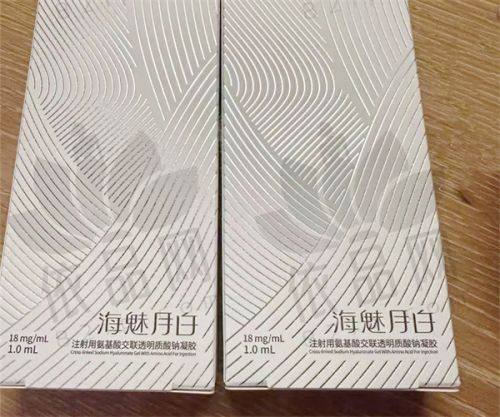 海魅月白
18 mg/mL
1.0 mL
注射用氨基酸交联透明质酸钠凝胶
Cross-linked Sodium Hyaluronate Gel With Amino Acid For Injection
海魅月白
18 mg/mL
1.0 mL
注射用氨基酸交联透明质酸钠凝胶
Cross-linked Sodium Hyaluronate Gel With Amino Acid For Injection